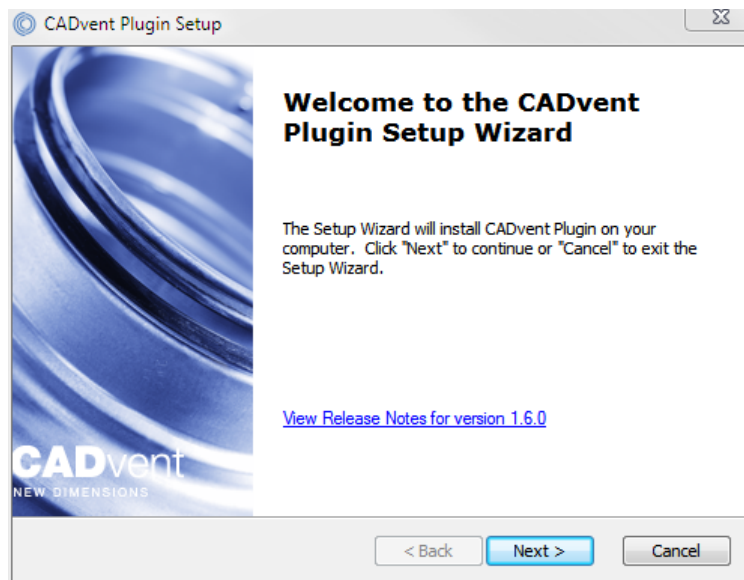 CADvent Plugin Setup
Welcome to the CADvent
Plugin Setup Wizard
The Setup Wizard will install CADvent Plugin on your
computer. Click "Next" to continue or "Cancel" to exit the
Setup Wizard.
View Release Notes for version 1.6.0
CADvent
NEW DIMENSIONS
< Back Next > Cancel